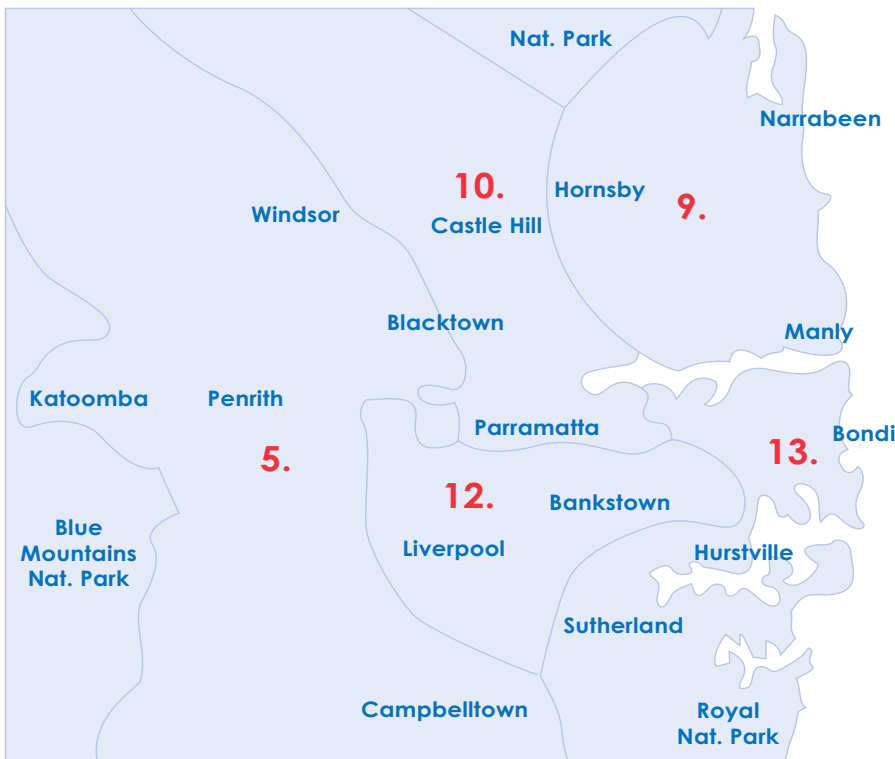 Nat. Park
Narrabeen
10.
Hornsby
9.
Windsor
Castle Hill
Blacktown
Manly
Katoomba
Penrith
Parramatta
Bondi
13.
5.
12.
Bankstown
Blue
Mountains
Nat. Park
Liverpool
Hurstville
Sutherland
Campbelltown
Royal
Nat. Park